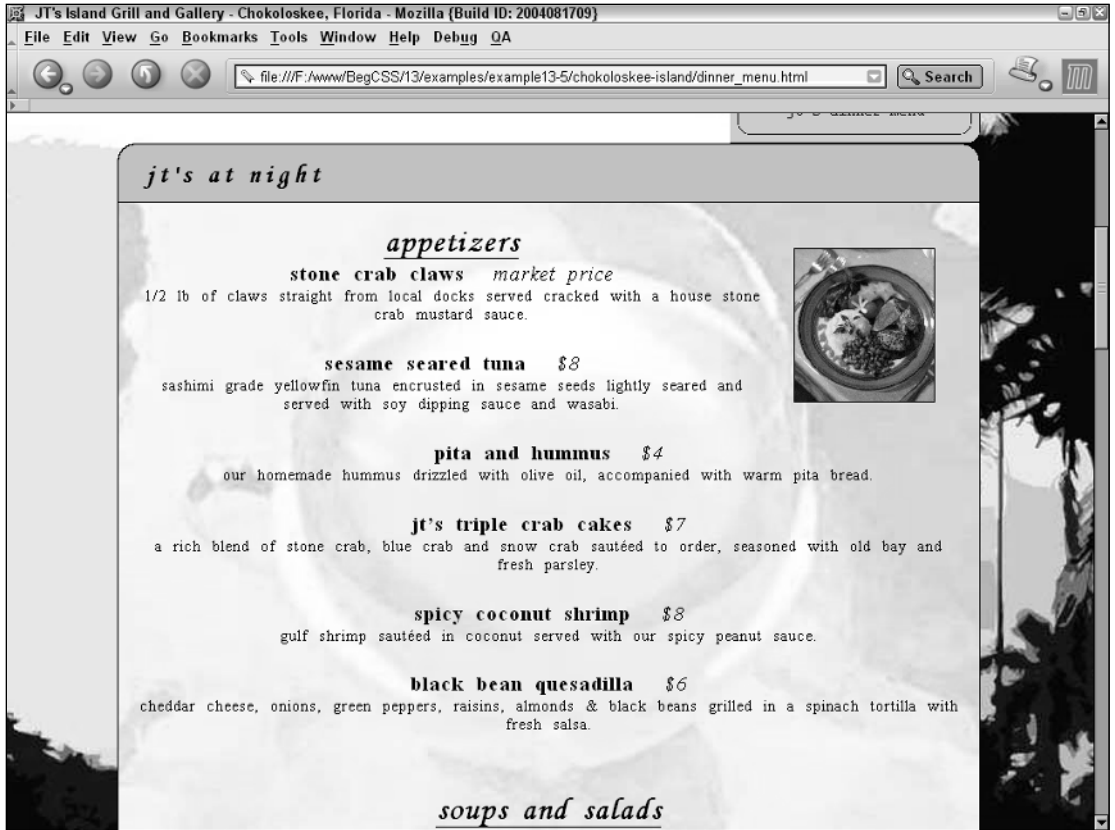 JT's Island Grill and Gallery - Chokoloskee, Florida - Mozilla {Build ID: 2004081709}
File Edit View Go Bookmarks Tools Window Help Debug QA
file:///F:/www/BegCSS/13/examples/example13-5/chokoloskee-island/dinner_menu.html Search
jt's dinner menu
jt's at night
appetizers
stone crab claws market price
1/2 lb of claws straight from local docks served cracked with a house stone
crab mustard sauce.
sesame seared tuna $8
sashimi grade yellowfin tuna encrusted in sesame seeds lightly seared and
served with soy dipping sauce and wasabi.
pita and hummus $4
our homemade hummus drizzled with olive oil, accompanied with warm pita bread.
jt's triple crab cakes $7
a rich blend of stone crab, blue crab and snow crab sautéed to order, seasoned with old bay and
fresh parsley.
spicy coconut shrimp $8
gulf shrimp sautéed in coconut served with our spicy peanut sauce.
black bean quesadilla $6
cheddar cheese, onions, green peppers, raisins, almonds & black beans grilled in a spinach tortilla with
fresh salsa.
soups and salads